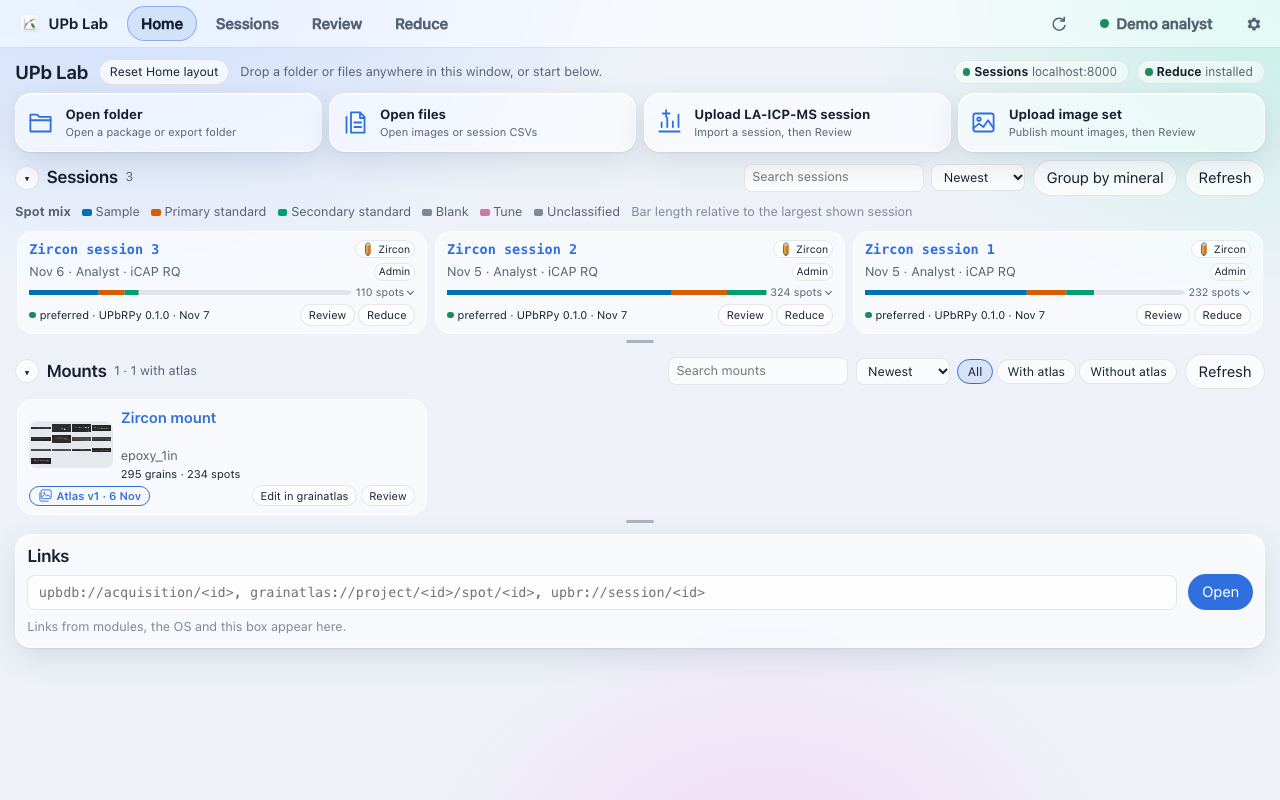 UPb Lab Home Sessions Review Reduce Demo analyst
UPb Lab Reset Home layout Drop a folder or files anywhere in this window, or start below. Sessions localhost:8000 Reduce installed
Open folder
Open a package or export folder
Open files
Open images or session CSVs
Upload LA-ICP-MS session
Import a session, then Review
Upload image set
Publish mount images, then Review
Sessions 3 Search sessions Newest Group by mineral Refresh
Spot mix Sample Primary standard Secondary standard Blank Tune Unclassified Bar length relative to the largest shown session
Zircon session 3 Zircon
Nov 6 · Analyst · iCAP RQ Admin
110 spots
preferred · UPbRPy 0.1.0 · Nov 7 Review Reduce
Zircon session 2 Zircon
Nov 5 · Analyst · iCAP RQ Admin
324 spots
preferred · UPbRPy 0.1.0 · Nov 7 Review Reduce
Zircon session 1 Zircon
Nov 5 · Analyst · iCAP RQ Admin
232 spots
preferred · UPbRPy 0.1.0 · Nov 7 Review Reduce
Mounts 1 · 1 with atlas Search mounts Newest All With atlas Without atlas Refresh
Zircon mount
epoxy_1in
295 grains · 234 spots
Atlas v1 · 6 Nov Edit in grainatlas Review
Links
upbdb://acquisition/<id>, grainatlas://project/<id>/spot/<id>, upbr://session/<id> Open
Links from modules, the OS and this box appear here.